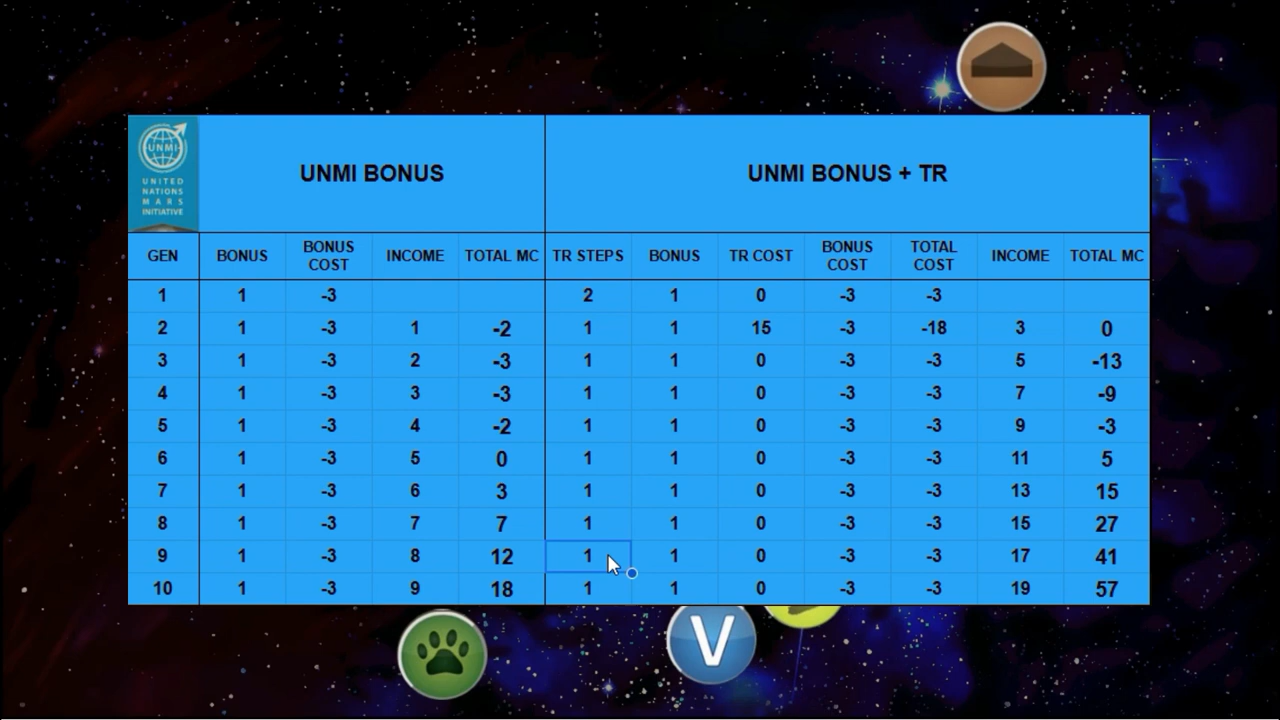 UNMI
UNITED
NATIONS
MARS
INITIATIVE
UNMI BONUS
UNMI BONUS + TR
GEN BONUS BONUS COST INCOME TOTAL MC TR STEPS BONUS TR COST BONUS COST TOTAL COST INCOME TOTAL MC
1 1 -3 2 1 0 -3 -3
2 1 -3 1 -2 1 1 15 -3 -18 3 0
3 1 -3 2 -3 1 1 0 -3 -3 5 -13
4 1 -3 3 -3 1 1 0 -3 -3 7 -9
5 1 -3 4 -2 1 1 0 -3 -3 9 -3
6 1 -3 5 0 1 1 0 -3 -3 11 5
7 1 -3 6 3 1 1 0 -3 -3 13 15
8 1 -3 7 7 1 1 0 -3 -3 15 27
9 1 -3 8 12 1 1 0 -3 -3 17 41
10 1 -3 9 18 1 1 0 -3 -3 19 57
V